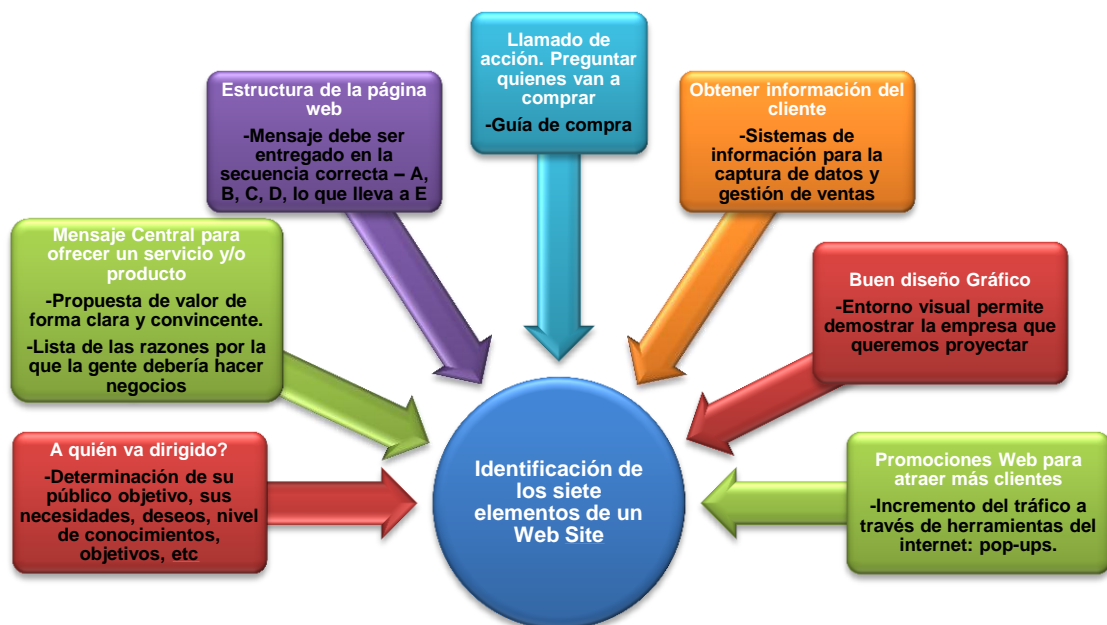 A quién va dirigido?
-Determinación de su
público objetivo, sus
necesidades, deseos, nivel
de conocimientos,
objetivos, etc
Mensaje Central para
ofrecer un servicio y/o
producto
-Propuesta de valor de
forma clara y convincente.
-Lista de las razones por la
que la gente debería hacer
negocios
Estructura de la página
web
-Mensaje debe ser
entregado en la
secuencia correcta – A,
B, C, D, lo que lleva a E
Llamado de
acción. Preguntar
quienes van a
comprar
-Guía de compra
Obtener información del
cliente
-Sistemas de
información para la
captura de datos y
gestión de ventas
Buen diseño Gráfico
-Entorno visual permite
demostrar la empresa que
queremos proyectar
Promociones Web para
atraer más clientes
-Incremento del tráfico a
través de herramientas del
internet: pop-ups.
Identificación de
los siete
elementos de un
Web Site